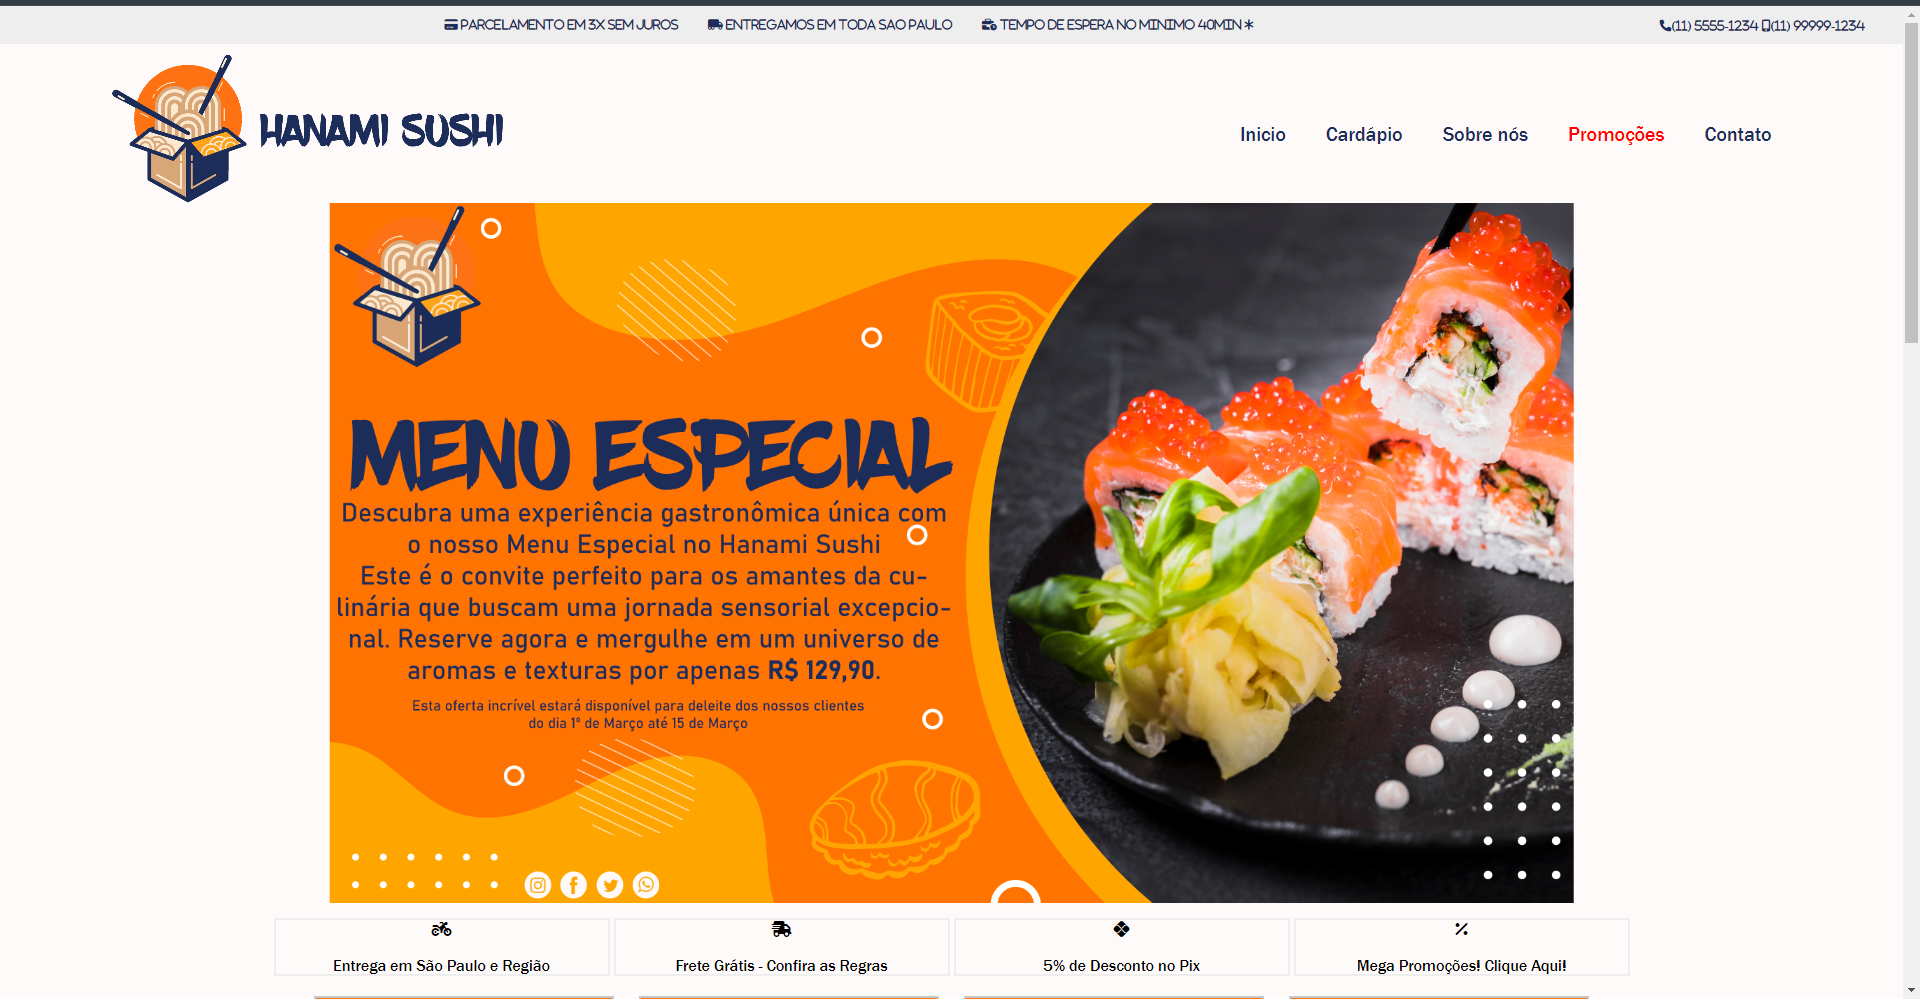 PARCELAMENTO EM 3X SEM JUROS
ENTREGAMOS EM TODA SAO PAULO
TEMPO DE ESPERA NO MINIMO 40MIN *
(11) 5555-1234 (11) 99999-1234
HANAMI SUSHI
Inicio
Cardápio
Sobre nós
Promoções
Contato
MENU ESPECIAL
Descubra uma experiência gastronômica única com
o nosso Menu Especial no Hanami Sushi
Este é o convite perfeito para os amantes da cu-
linária que buscam uma jornada sensorial excepcio-
nal. Reserve agora e mergulhe em um universo de
aromas e texturas por apenas R$ 129,90.
Esta oferta incrível estará disponível para deleite dos nossos clientes
do dia 1º de Março até 15 de Março
Entrega em São Paulo e Região
Frete Grátis - Confira as Regras
5% de Desconto no Pix
Mega Promoções! Clique Aqui!